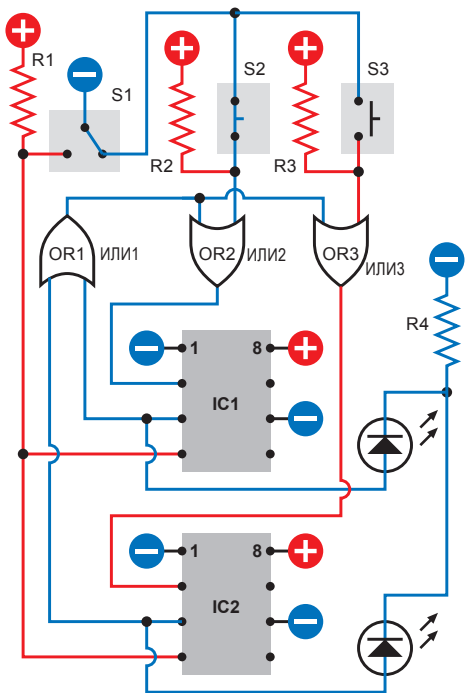 R1
S1
S2
S3
R2
R3
OR1 ИЛИ1
OR2 ИЛИ2
OR3 ИЛИ3
R4
1 8
IC1
1 8
IC2